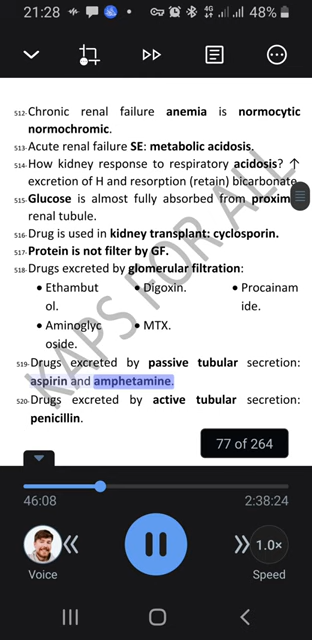 21:28
4G
48%
512- Chronic renal failure anemia is normocytic
normochromic.
513- Acute renal failure SE: metabolic acidosis.
514- How kidney response to respiratory acidosis? ↑
excretion of H and resorption (retain) bicarbonate
515- Glucose is almost fully absorbed from proxim
renal tubule.
516- Drug is used in kidney transplant: cyclosporin.
517- Protein is not filter by GF.
518- Drugs excreted by glomerular filtration:
• Ethambut • Digoxin. • Procainam
ol. ide.
• Aminoglyc • MTX.
oside.
519- Drugs excreted by passive tubular secretion:
aspirin and amphetamine.
520- Drugs excreted by active tubular secretion:
penicillin.
KAPS FOR ALL
77 of 264
46:08 2:38:24
1.0×
Voice Speed